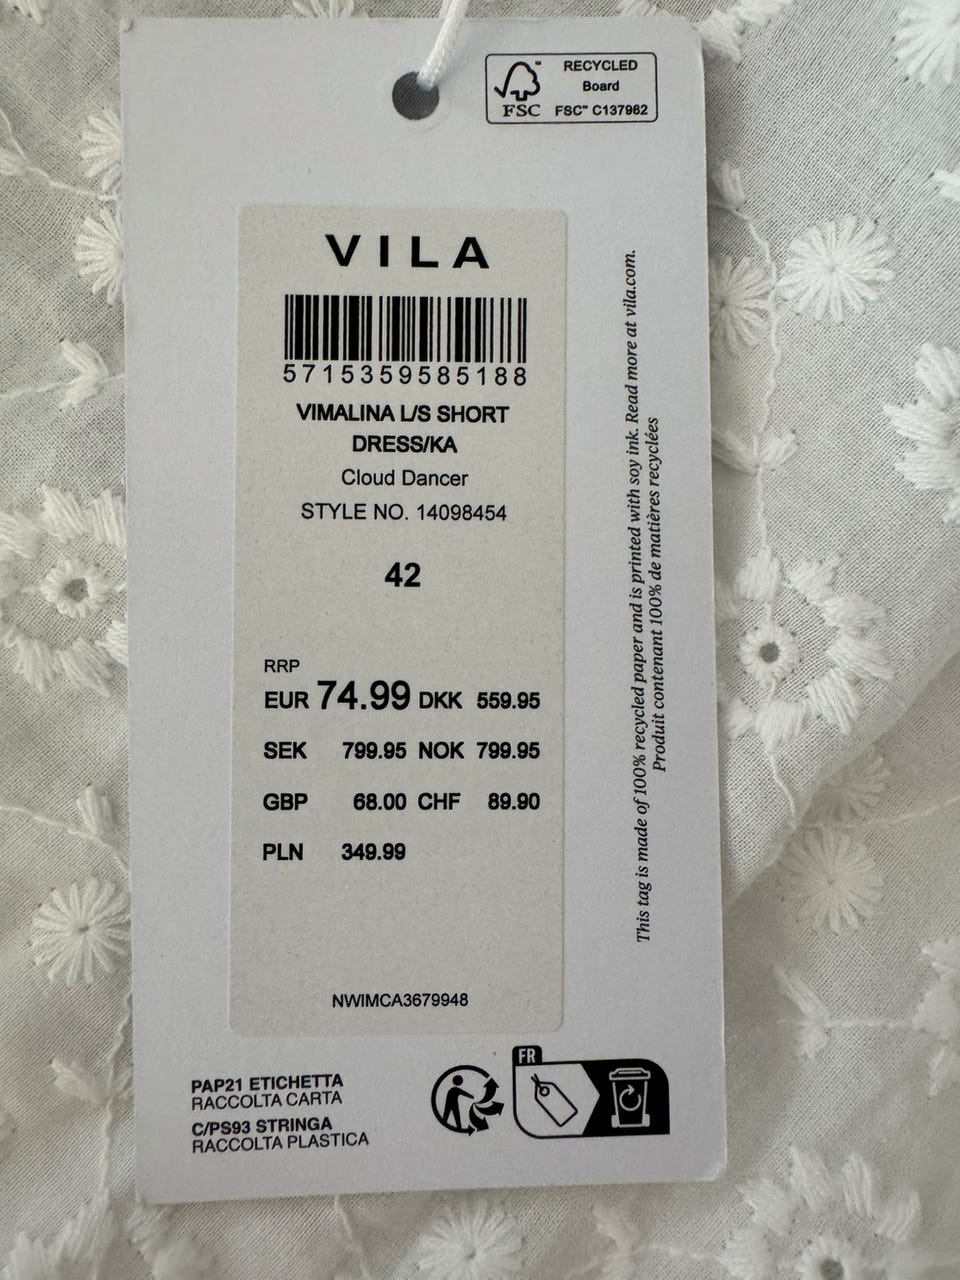 RECYCLED
Board
FSC™ C137962
FSC™
VILA
5715359585188
VIMALINA L/S SHORT
DRESS/KA
Cloud Dancer
STYLE NO. 14098454
42
RRP
EUR 74.99 DKK 559.95
SEK 799.95 NOK 799.95
GBP 68.00 CHF 89.90
PLN 349.99
NWIMCA3679948
This tag is made of 100% recycled paper and is printed with soy ink. Read more at vila.com.
Produit contenant 100% de matières recyclées
PAP21 ETICHETTA
RACCOLTA CARTA
C/PS93 STRINGA
RACCOLTA PLASTICA
FR